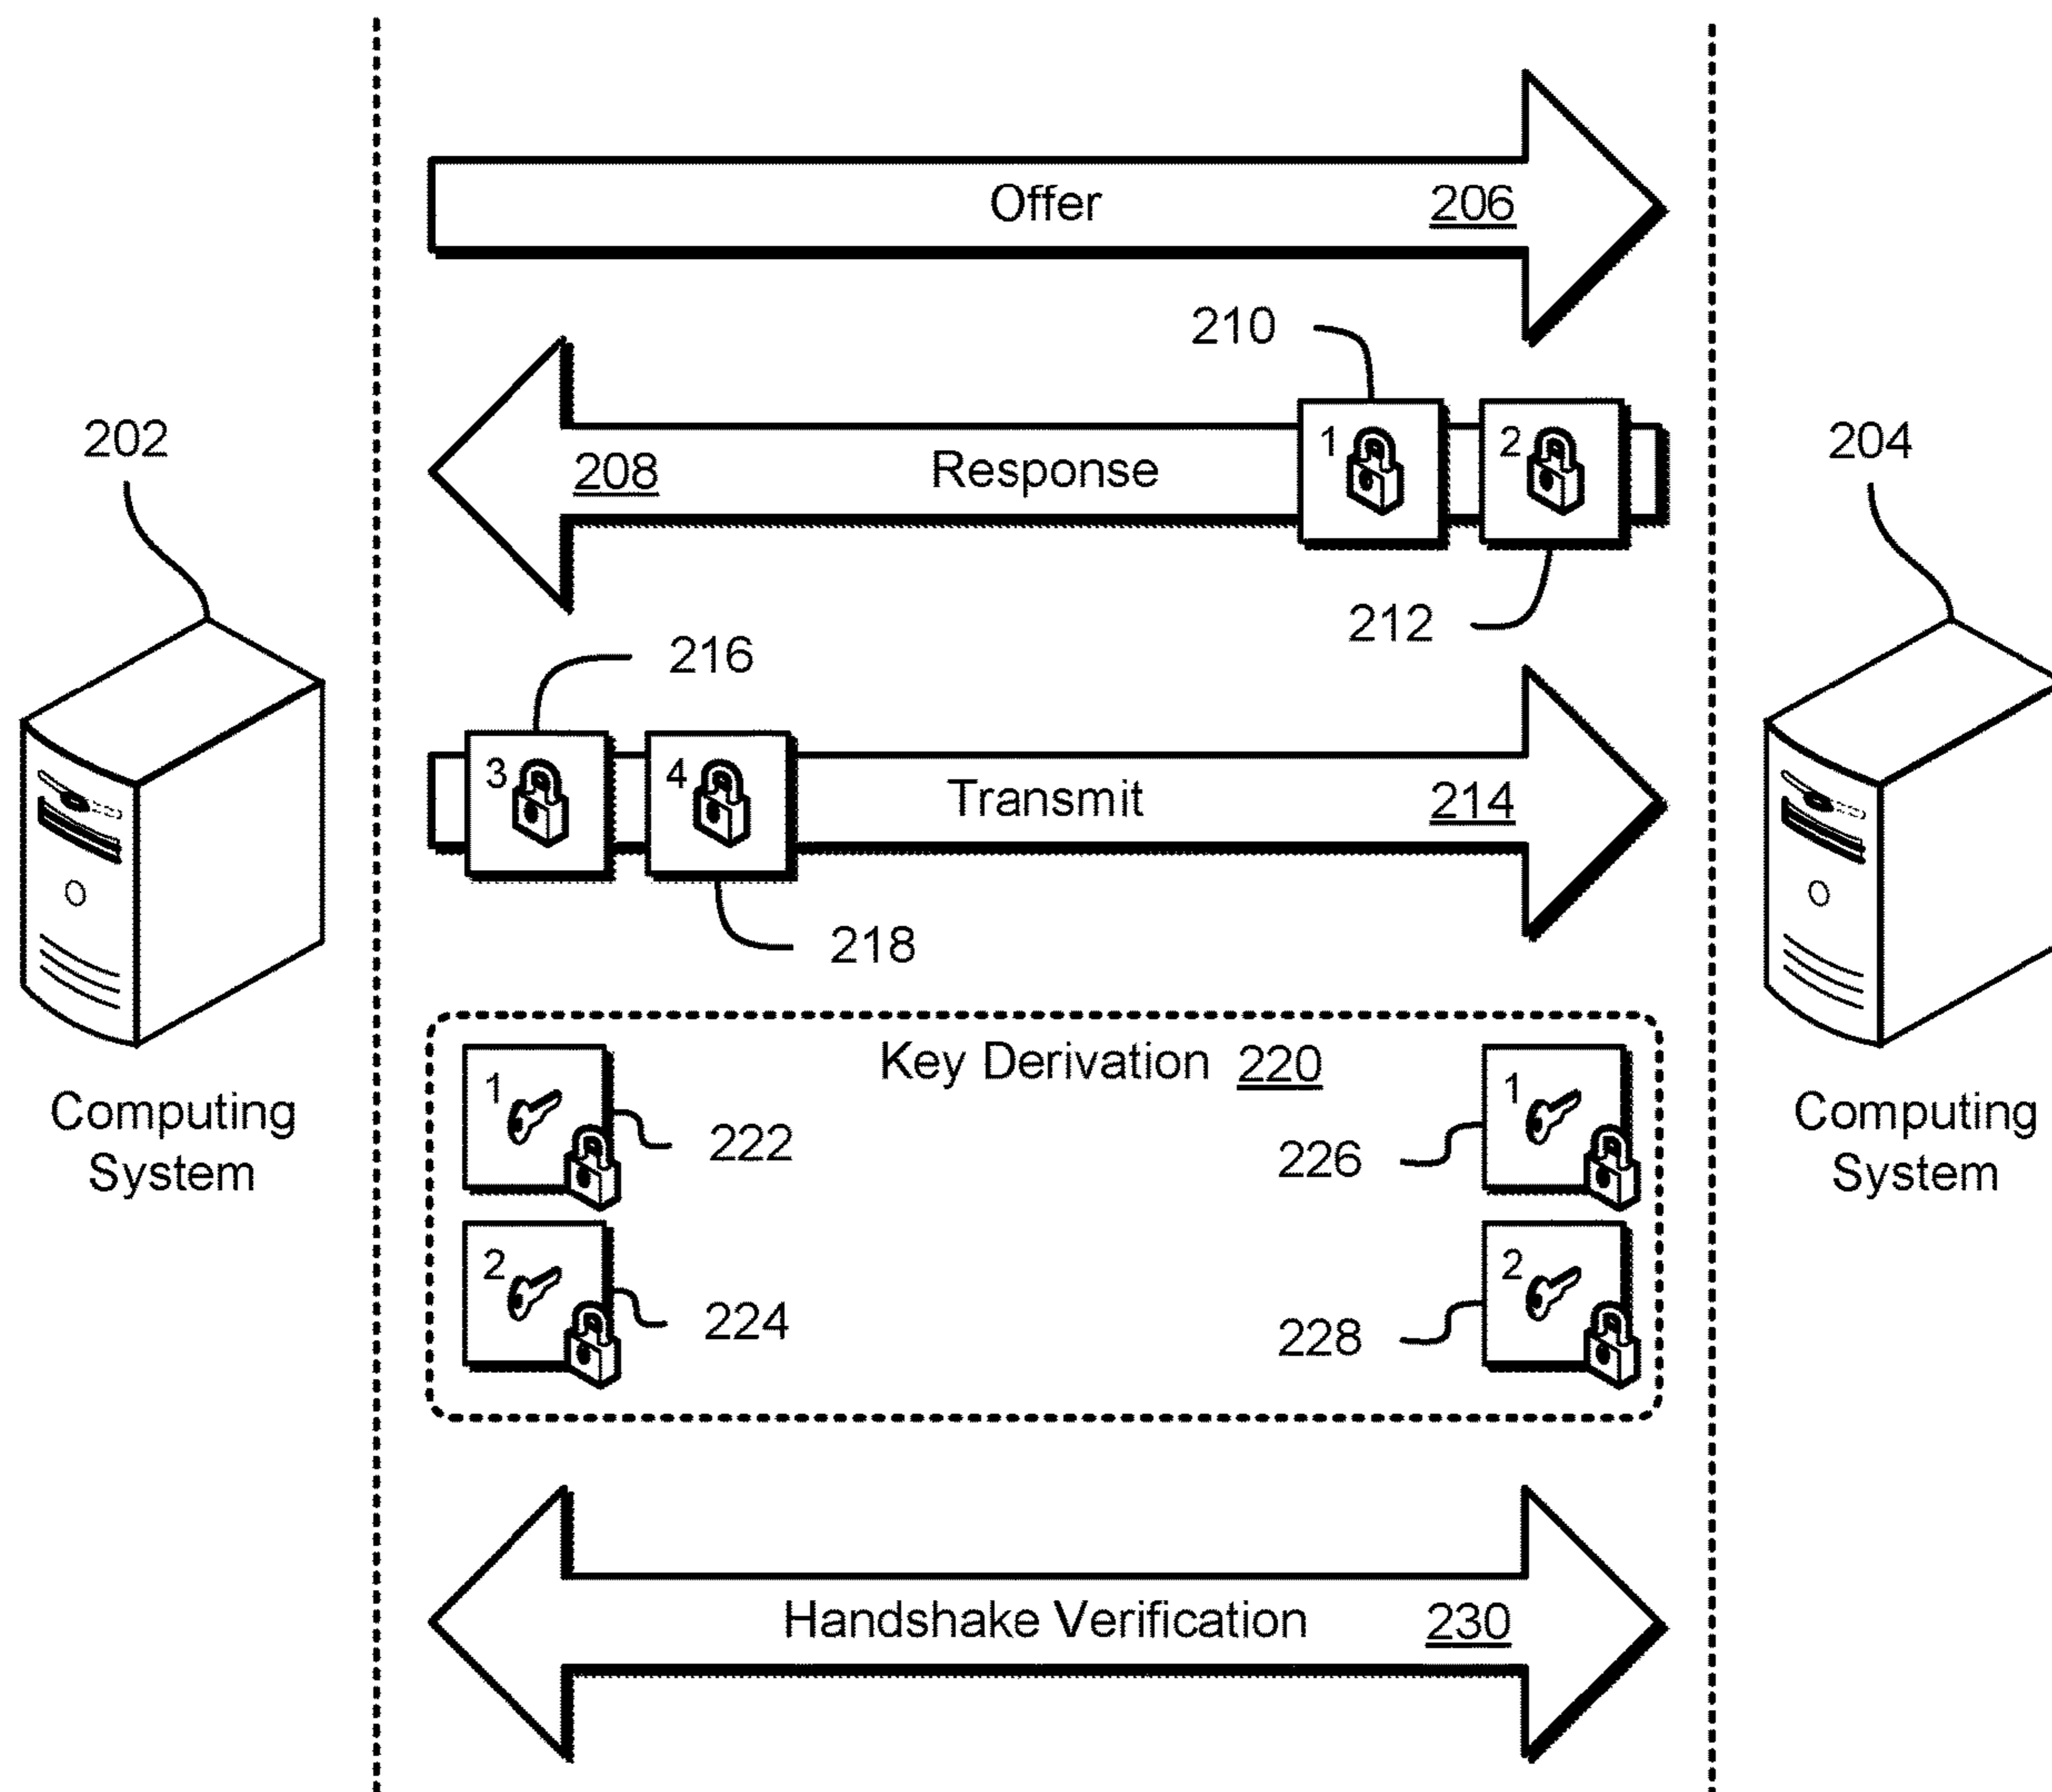 Offer 206
210
1 2
208 Response
202
204
212
216
3 4
Transmit 214
218
Key Derivation 220
1
222
1
226
2
224
2
228
Computing
System
Computing
System
Handshake Verification 230